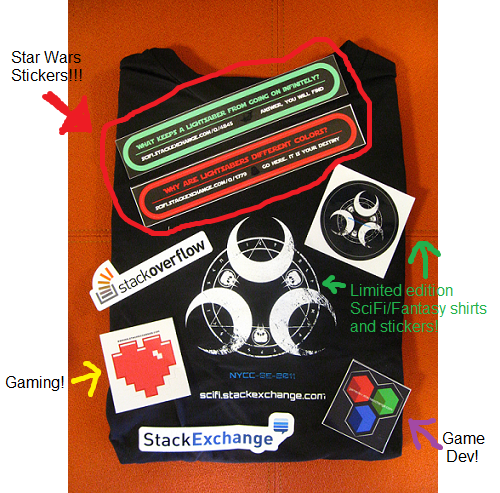 Star Wars
Stickers!!!
WHAT KEEPS A LIGHTSABER FROM GOING ON INFINITELY?
SCIFI.STACKEXCHANGE.COM/Q/4545 ANSWER, YOU WILL FIND
WHY ARE LIGHTSABERS DIFFERENT COLORS?
SCIFI.STACKEXCHANGE.COM/Q/1779 GO HERE, IT IS YOUR DESTINY
stackoverflow
Limited edition
SciFi/Fantasy shirts
and stickers!
Gaming!
NYCC-SE-2011
scifi.stackexchange.com
StackExchange
Game
Dev!